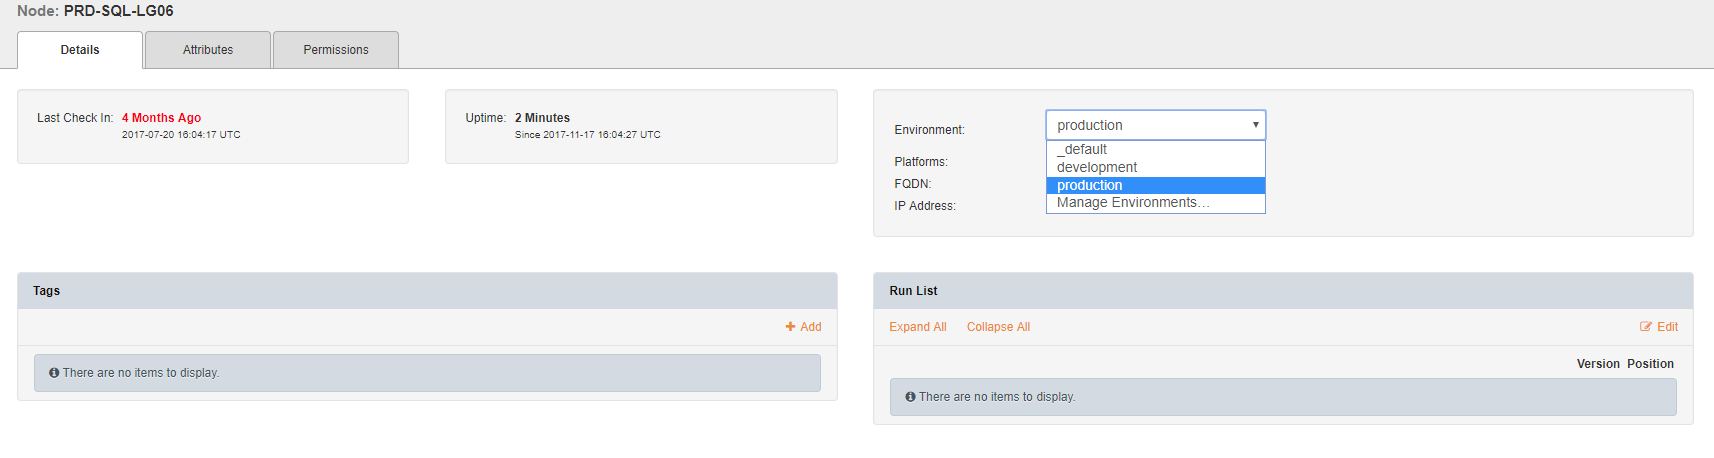 Node: PRD-SQL-LG06
Details
Attributes
Permissions
Last Check In: 4 Months Ago
2017-07-20 16:04:17 UTC
Uptime: 2 Minutes
Since 2017-11-17 16:04:27 UTC
Environment: production
_default
development
production
Manage Environments...
Platforms:
FQDN:
IP Address:
Tags
Add
There are no items to display.
Run List
Expand All Collapse All Edit
Version Position
There are no items to display.